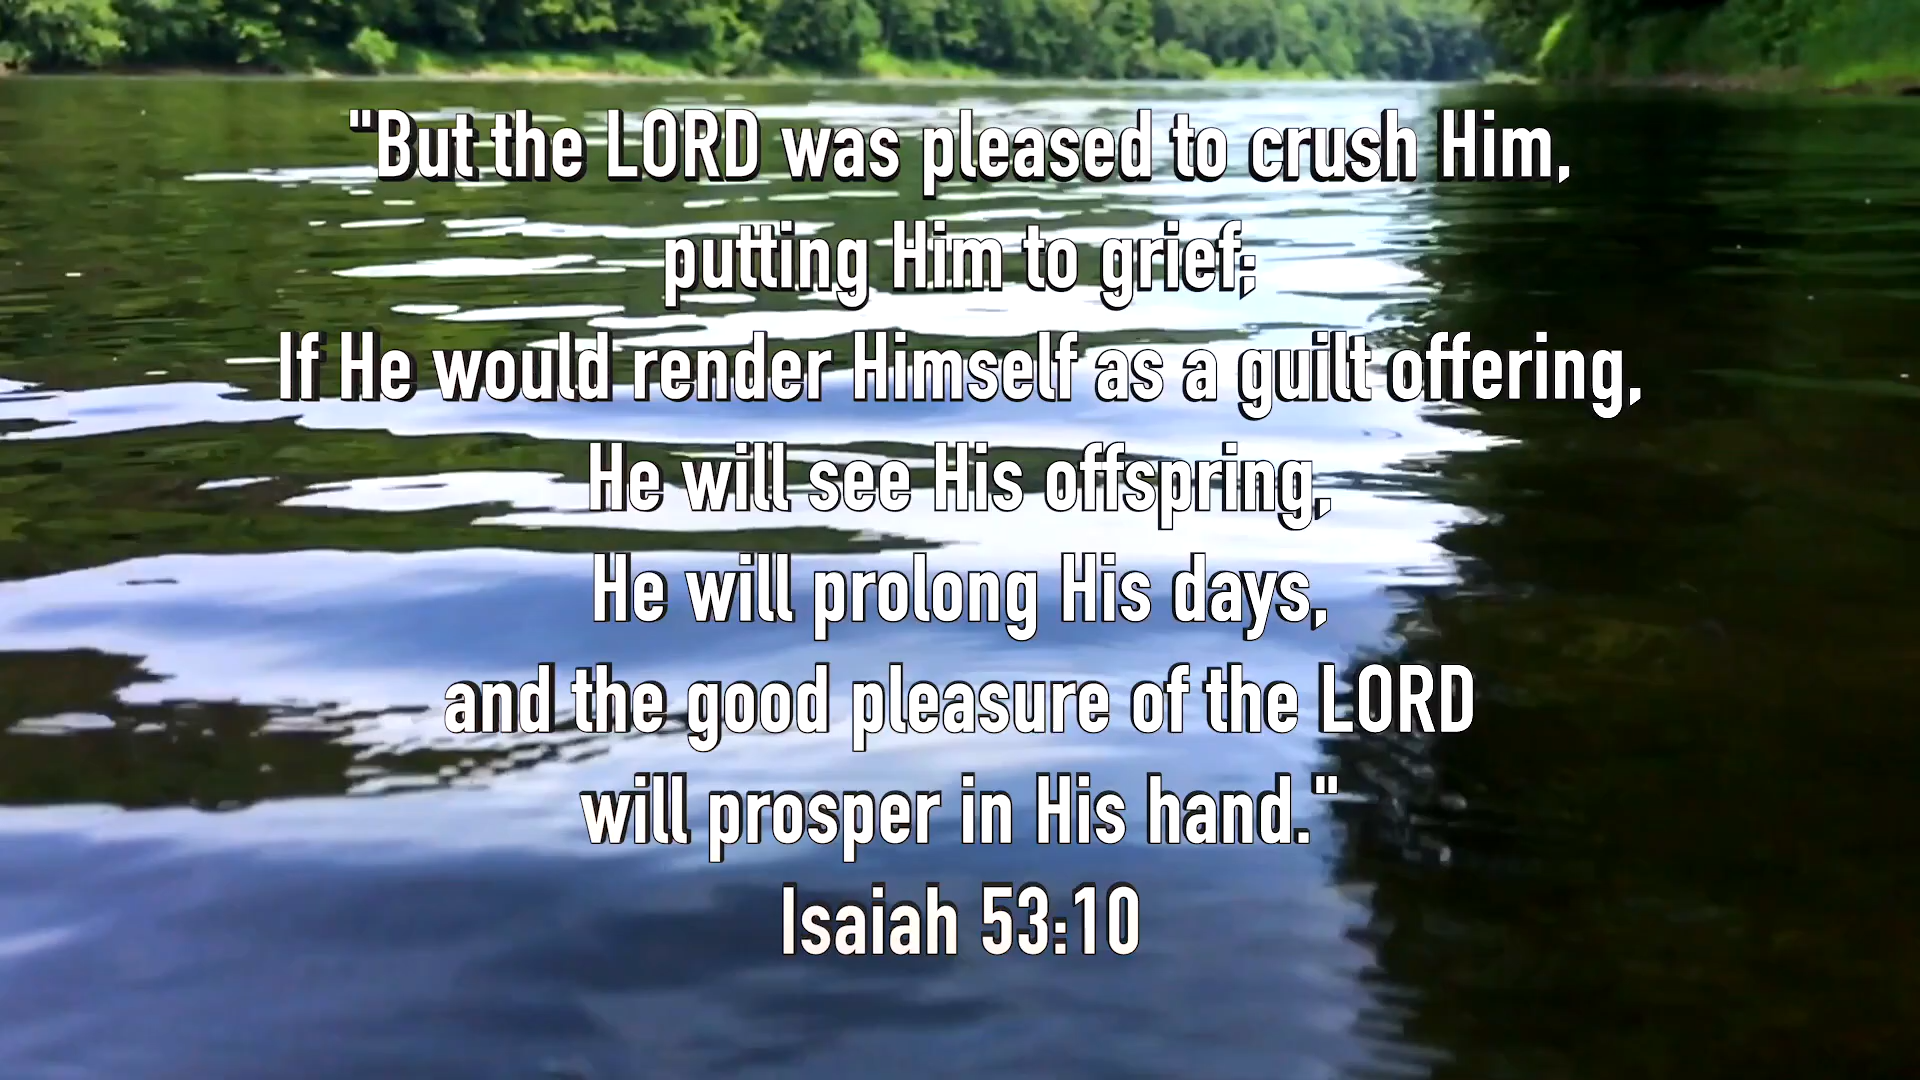 "But the LORD was pleased to crush Him,
putting Him to grief;
If He would render Himself as a guilt offering,
He will see His offspring,
He will prolong His days,
and the good pleasure of the LORD
will prosper in His hand."
Isaiah 53:10